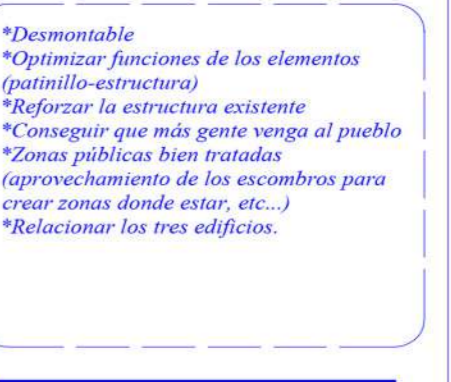 *Desmontable
*Optimizar funciones de los elementos
(patinillo-estructura)
*Reforzar la estructura existente
*Conseguir que más gente venga al pueblo
*Zonas públicas bien tratadas
(aprovechamiento de los escombros para
crear zonas donde estar, etc...)
*Relacionar los tres edificios.